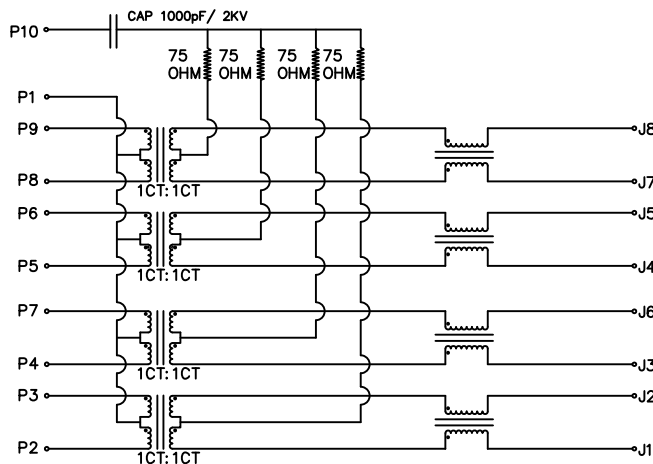 CAP 1000pF/ 2KV
P10
75 OHM
75 OHM
75 OHM
75 OHM
P1
P9
J8
P8
J7
1CT:1CT
P6
J5
P5
J4
1CT:1CT
P7
J6
P4
J3
1CT:1CT
P3
J2
P2
J1
1CT:1CT